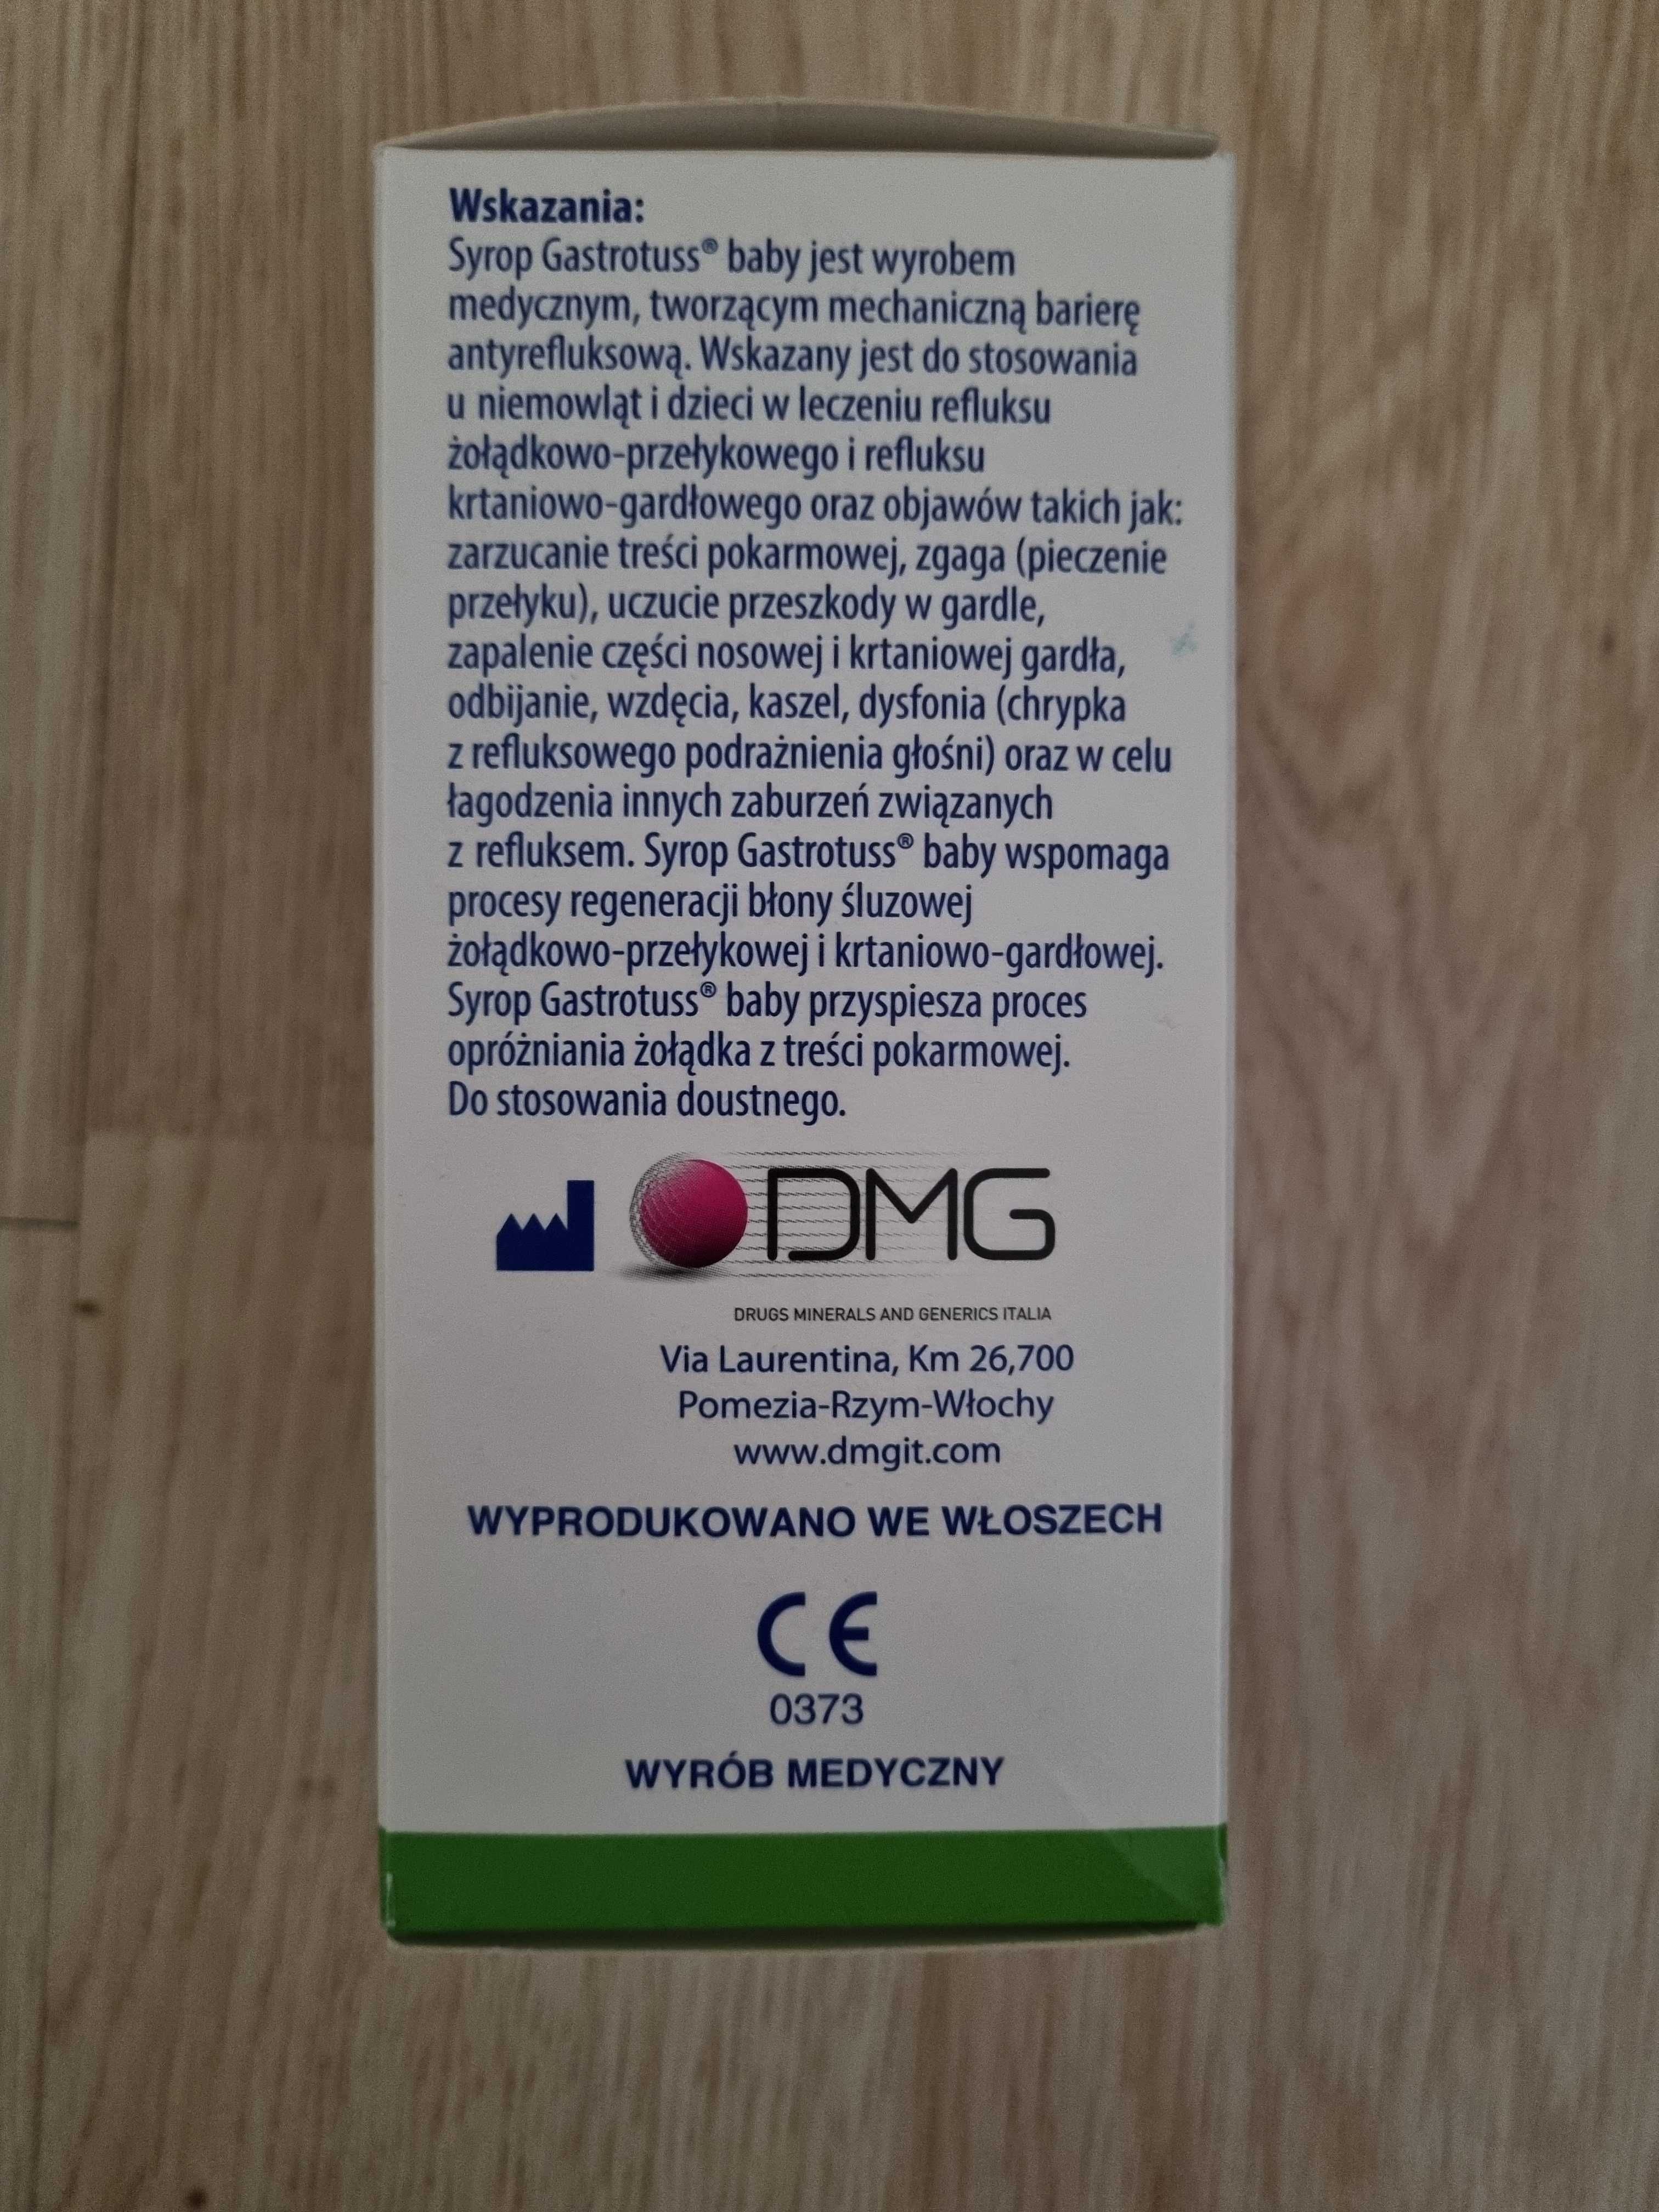 Wskazania:
Syrop Gastrotuss® baby jest wyrobem
medycznym, tworzącym mechaniczną barierę
antyrefluksową. Wskazany jest do stosowania
u niemowląt i dzieci w leczeniu refluksu
żołądkowo-przełykowego i refluksu
krtaniowo-gardłowego oraz objawów takich jak:
zarzucanie treści pokarmowej, zgaga (pieczenie
przełyku), uczucie przeszkody w gardle,
zapalenie części nosowej i krtaniowej gardła,
odbijanie, wzdęcia, kaszel, dysfonia (chrypka
z refluksowego podrażnienia głośni) oraz w celu
łagodzenia innych zaburzeń związanych
z refluksem. Syrop Gastrotuss® baby wspomaga
procesy regeneracji błony śluzowej
żołądkowo-przełykowej i krtaniowo-gardłowej.
Syrop Gastrotuss® baby przyspiesza proces
opróżniania żołądka z treści pokarmowej.
Do stosowania doustnego.
DMG
DRUGS MINERALS AND GENERICS ITALIA
Via Laurentina, Km 26,700
Pomezia-Rzym-Włochy
www.dmgit.com
WYPRODUKOWANO WE WŁOSZECH
CE
0373
WYRÓB MEDYCZNY